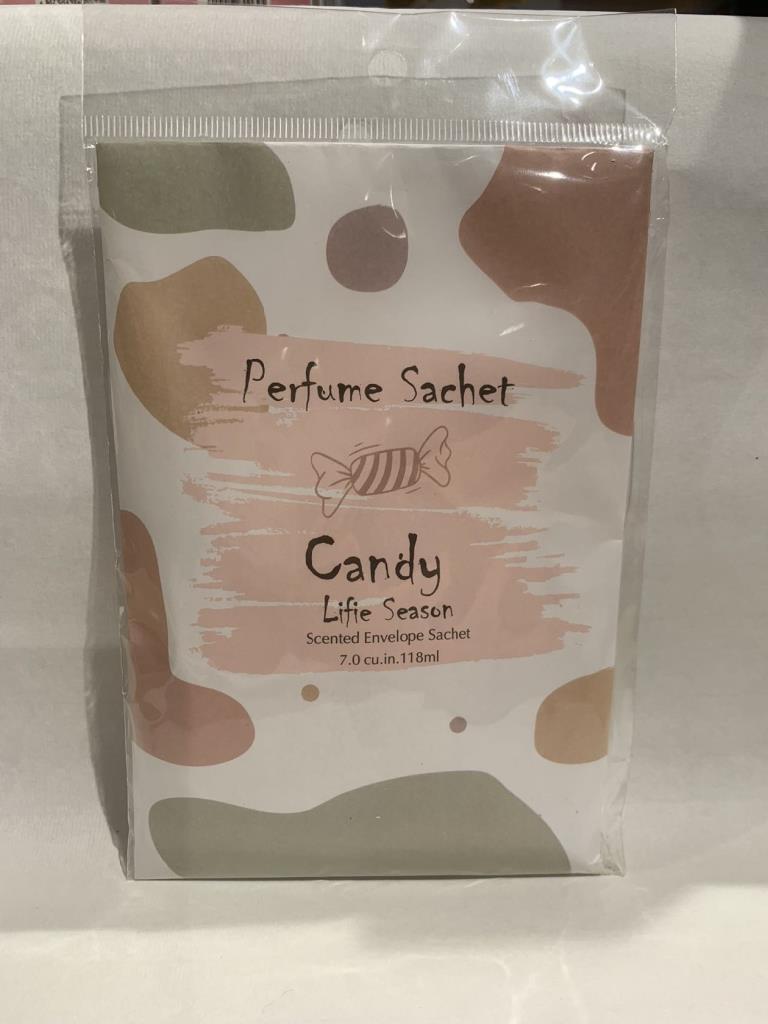 Perfume Sachet
Candy
Lifie Season
Scented Envelope Sachet
7.0 cu.in.118ml